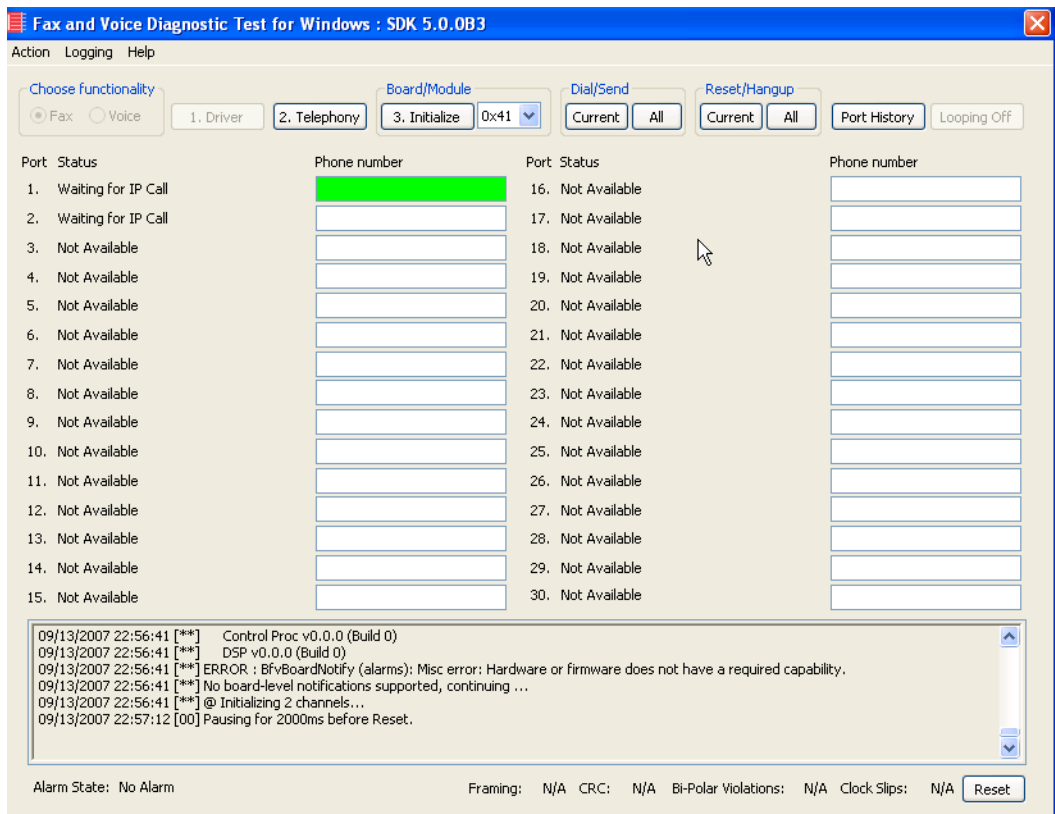 Fax and Voice Diagnostic Test for Windows : SDK 5.0.0B3
Action Logging Help
Choose functionality Board/Module Dial/Send Reset/Hangup
Fax Voice 1. Driver 2. Telephony 3. Initialize 0x41 Current All Current All Port History Looping Off
Port Status Phone number Port Status Phone number
1. Waiting for IP Call 16. Not Available
2. Waiting for IP Call 17. Not Available
3. Not Available 18. Not Available
4. Not Available 19. Not Available
5. Not Available 20. Not Available
6. Not Available 21. Not Available
7. Not Available 22. Not Available
8. Not Available 23. Not Available
9. Not Available 24. Not Available
10. Not Available 25. Not Available
11. Not Available 26. Not Available
12. Not Available 27. Not Available
13. Not Available 28. Not Available
14. Not Available 29. Not Available
15. Not Available 30. Not Available
09/13/2007 22:56:41 [**] Control Proc v0.0.0 (Build 0)
09/13/2007 22:56:41 [**] DSP v0.0.0 (Build 0)
09/13/2007 22:56:41 [**] ERROR : BfvBoardNotify (alarms): Misc error: Hardware or firmware does not have a required capability.
09/13/2007 22:56:41 [**] No board-level notifications supported, continuing ...
09/13/2007 22:56:41 [**] @ Initializing 2 channels...
09/13/2007 22:57:12 [00] Pausing for 2000ms before Reset.
Alarm State: No Alarm Framing: N/A CRC: N/A Bi-Polar Violations: N/A Clock Slips: N/A Reset